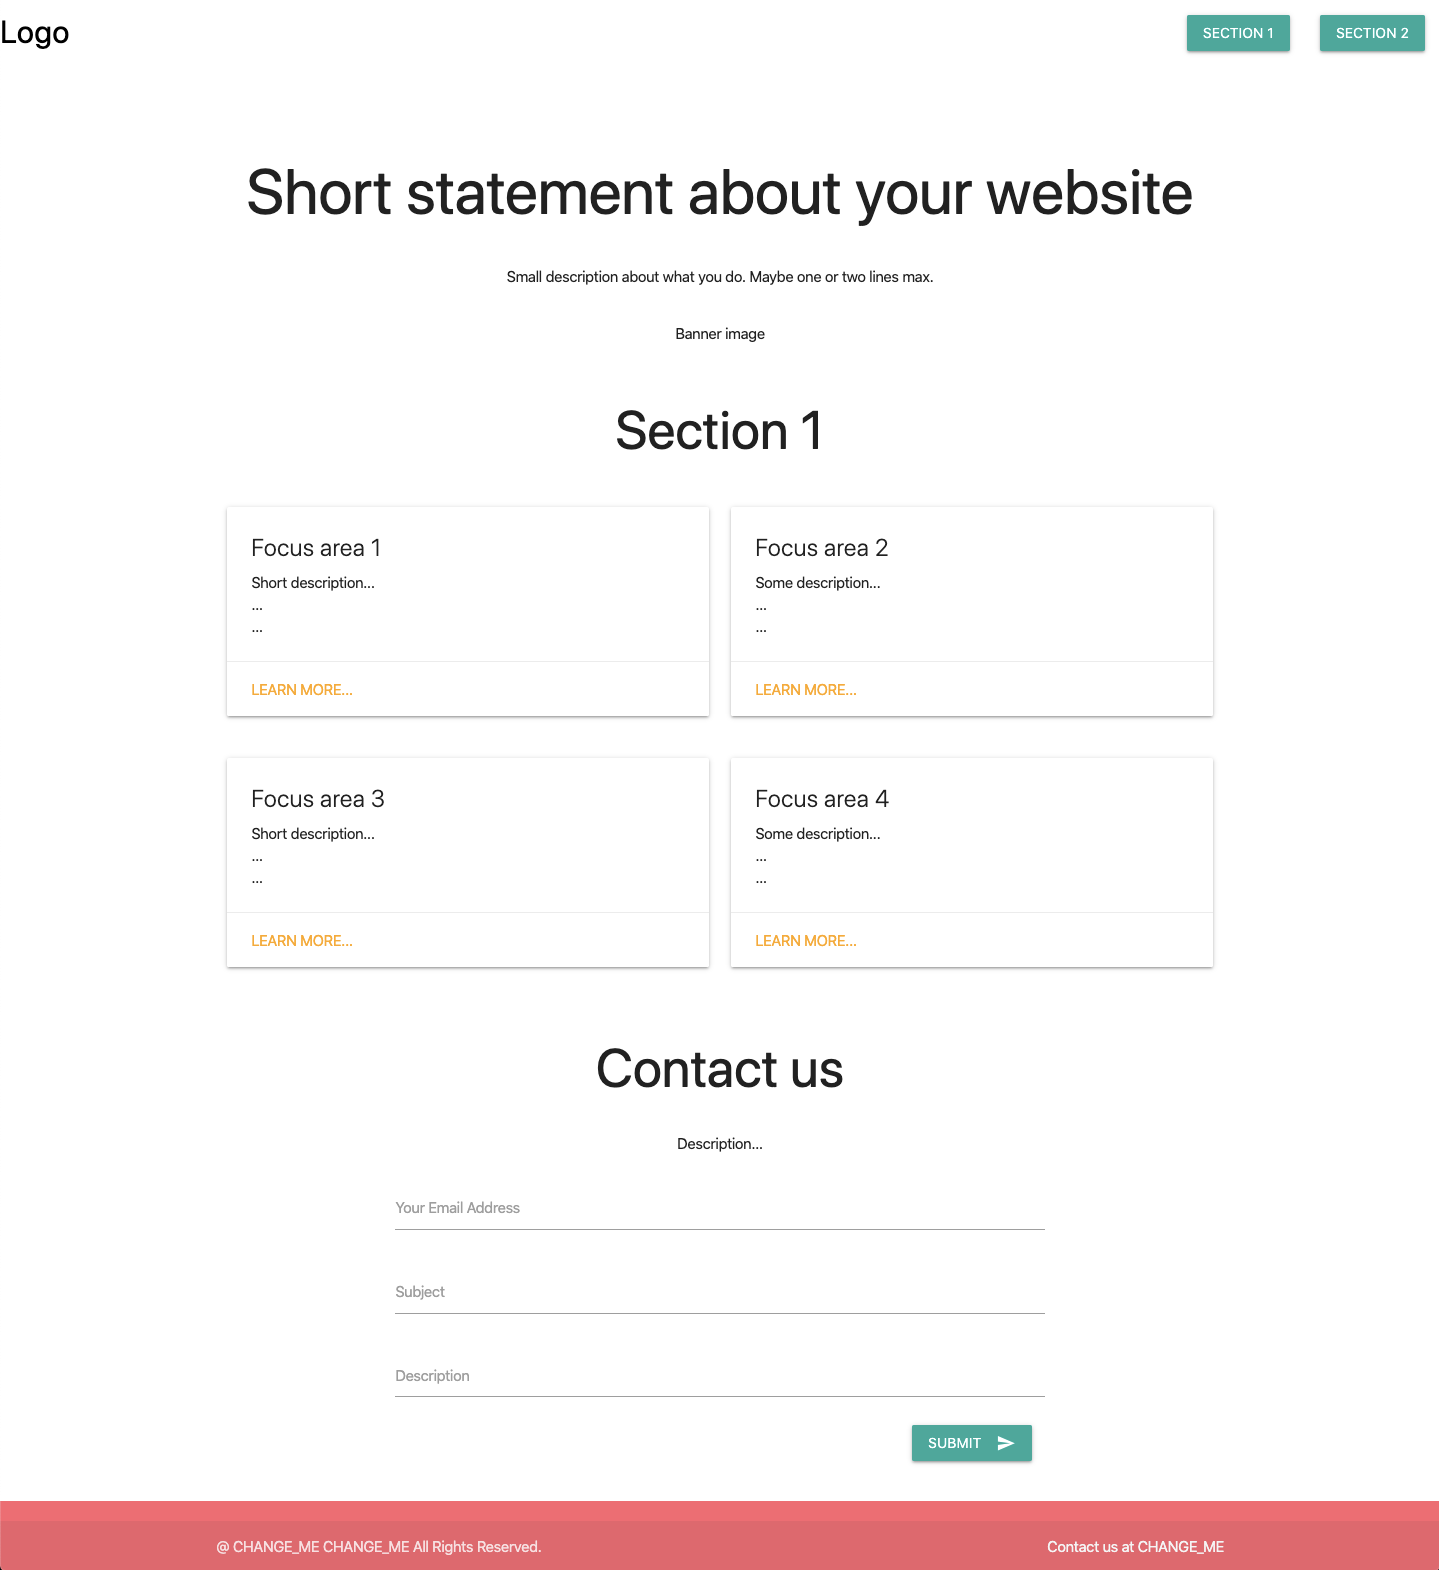 Logo
SECTION 1
SECTION 2
Short statement about your website
Small description about what you do. Maybe one or two lines max.
Banner image
Section 1
Focus area 1
Short description...
...
...
LEARN MORE...
Focus area 2
Some description...
...
...
LEARN MORE...
Focus area 3
Short description...
...
...
LEARN MORE...
Focus area 4
Some description...
...
...
LEARN MORE...
Contact us
Description...
Your Email Address
Subject
Description
SUBMIT
@ CHANGE_ME CHANGE_ME All Rights Reserved.
Contact us at CHANGE_ME